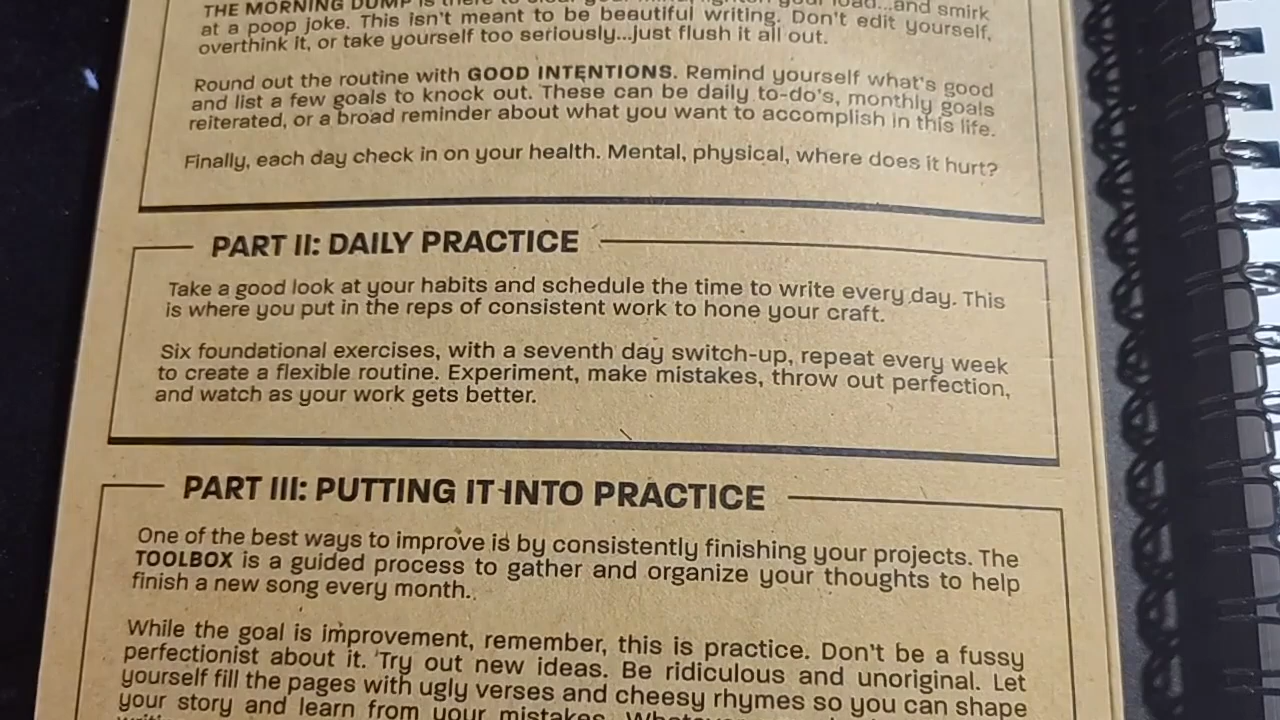 THE MORNING DUMP is there to clear your mind, lighten your load...and smirk
at a poop joke. This isn't meant to be beautiful writing. Don't edit yourself,
overthink it, or take yourself too seriously...just flush it all out.
Round out the routine with GOOD INTENTIONS. Remind yourself what's good
and list a few goals to knock out. These can be daily to-do's, monthly goals
reiterated, or a broad reminder about what you want to accomplish in this life.
Finally, each day check in on your health. Mental, physical, where does it hurt?
PART II: DAILY PRACTICE
Take a good look at your habits and schedule the time to write every day. This
is where you put in the reps of consistent work to hone your craft.
Six foundational exercises, with a seventh day switch-up, repeat every week
to create a flexible routine. Experiment, make mistakes, throw out perfection,
and watch as your work gets better.
PART III: PUTTING IT INTO PRACTICE
One of the best ways to improve is by consistently finishing your projects. The
TOOLBOX is a guided process to gather and organize your thoughts to help
finish a new song every month.
While the goal is improvement, remember, this is practice. Don't be a fussy
perfectionist about it. Try out new ideas. Be ridiculous and unoriginal. Let
yourself fill the pages with ugly verses and cheesy rhymes so you can shape
your story and learn from your mistakes.